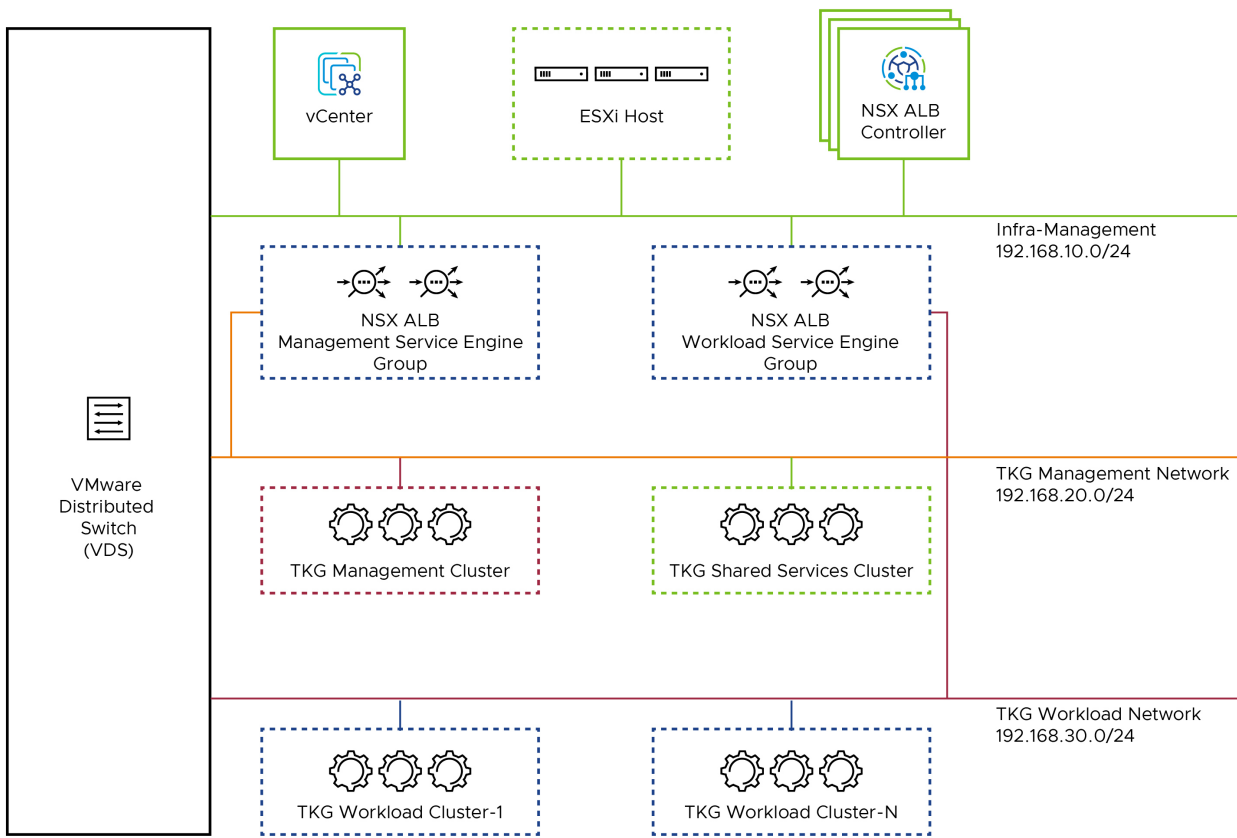 vCenter
ESXi Host
NSX ALB
Controller
Infra-Management
192.168.10.0/24
NSX ALB
Management Service Engine
Group
NSX ALB
Workload Service Engine
Group
VMware
Distributed
Switch
(VDS)
TKG Management Network
192.168.20.0/24
TKG Management Cluster
TKG Shared Services Cluster
TKG Workload Network
192.168.30.0/24
TKG Workload Cluster-1
TKG Workload Cluster-N